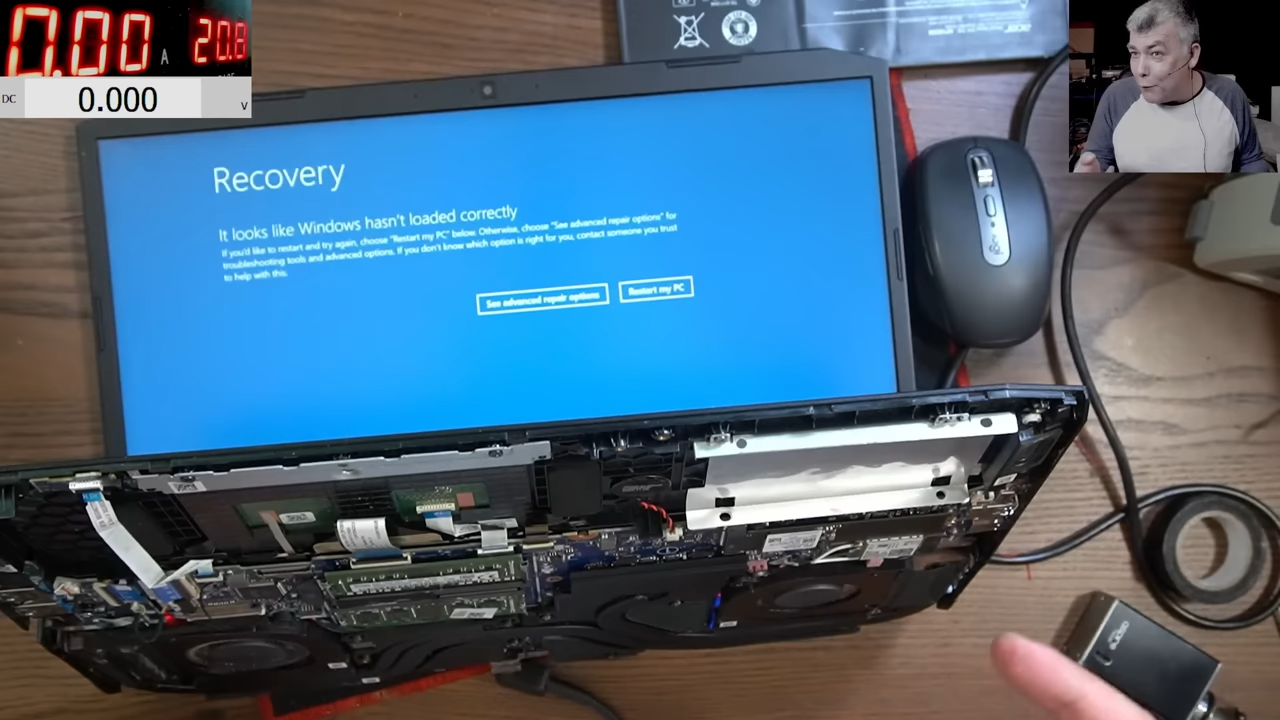 0.00 A 20.8
DC 0.000 V
Recovery
It looks like Windows hasn't loaded correctly
If you'd like to restart and try again, choose "Restart my PC" below. Otherwise, choose "See advanced repair options" for
troubleshooting tools and advanced options. If you don't know which option is right for you, contact someone you trust
to help with this.
See advanced repair options
Restart my PC
acer